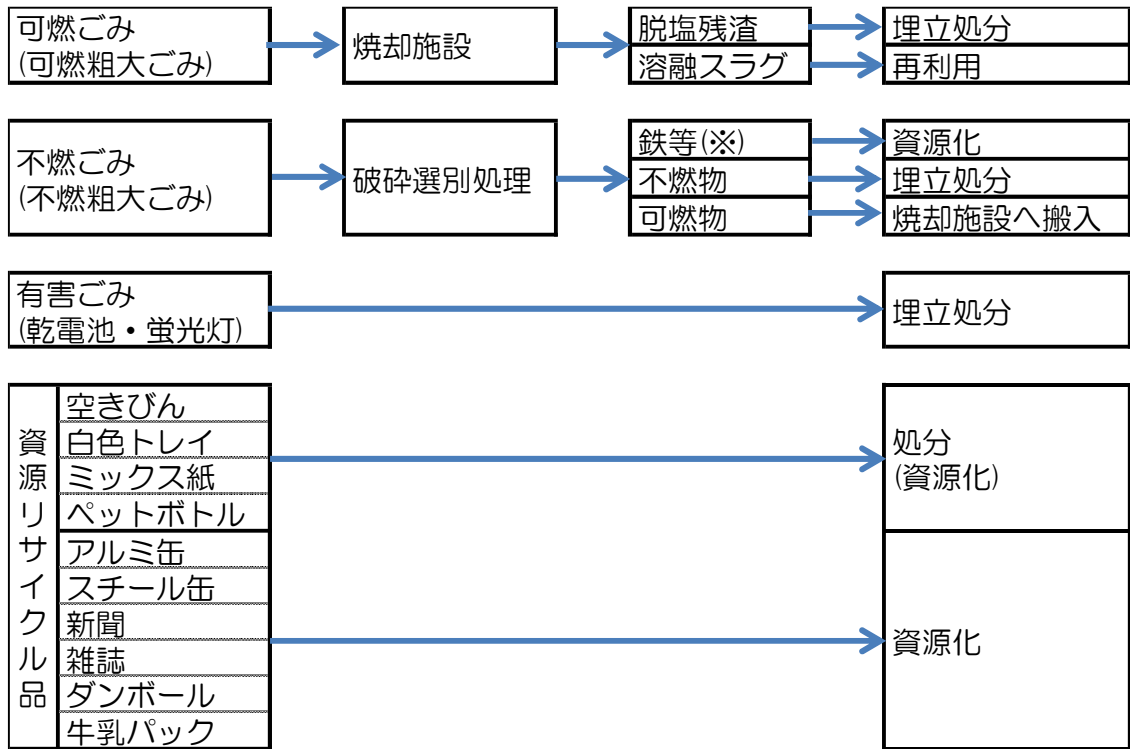 可燃ごみ
(可燃粗大ごみ)
焼却施設
脱塩残渣
埋立処分
溶融スラグ
再利用
不燃ごみ
(不燃粗大ごみ)
破砕選別処理
鉄等(※)
資源化
不燃物
埋立処分
可燃物
焼却施設へ搬入
有害ごみ
(乾電池・蛍光灯)
埋立処分
資源リサイクル品
空きびん
白色トレイ
ミックス紙
ペットボトル
処分
(資源化)
アルミ缶
スチール缶
新聞
雑誌
ダンボール
牛乳パック
資源化